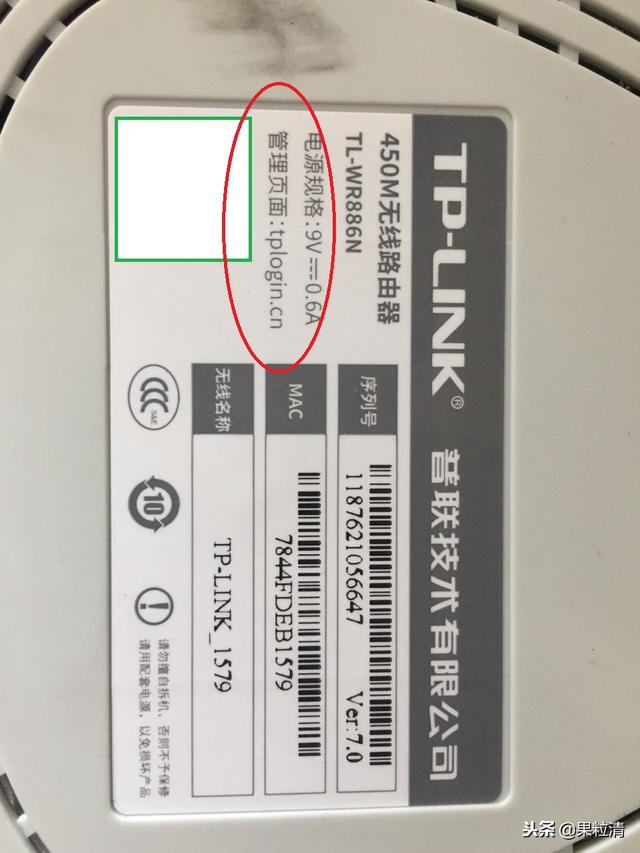 TP-LINK® 普联技术有限公司
450M无线路由器
TL-WR886N
电源规格:9V⎓0.6A
管理页面:tplogin.cn
序列号
1187621056647 Ver:7.0
MAC
7844FDEB1579
无线名称
TP-LINK_1579
S&E
10
请勿擅自拆机，否则不予保修
请用配套电源，以免损坏产品
头条 @果粒清